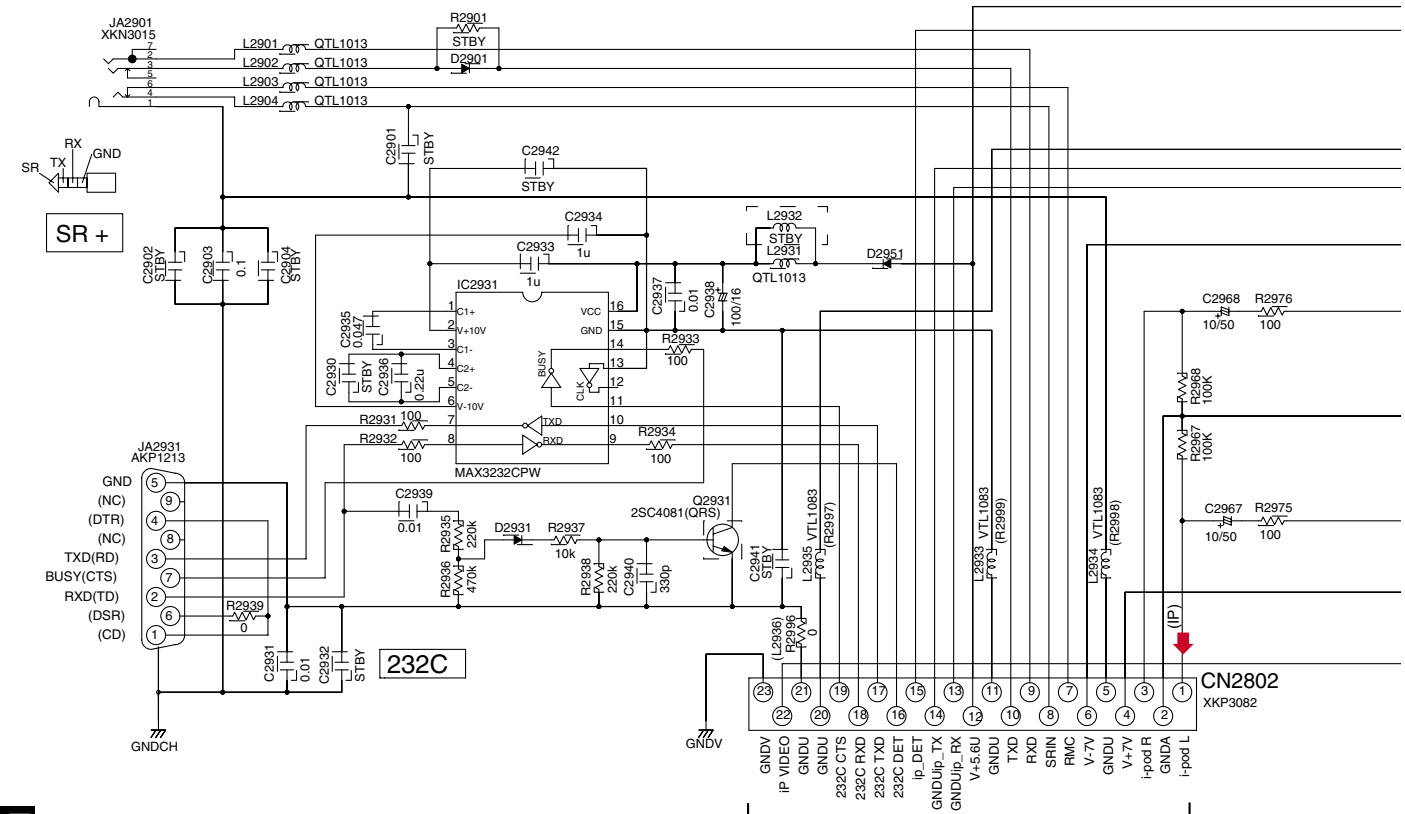 JA2901
XKN3015
7
2
3
5
6
4
1
L2901 QTL1013
L2902 QTL1013
L2903 QTL1013
L2904 QTL1013
R2901
STBY
D2901
SR
TX
RX
GND
SR +
C2901
STBY
C2942
STBY
C2902
STBY
C2903
0.1
C2904
STBY
C2934
1u
C2933
1u
L2932
STBY
L2931
QTL1013
D2951
C2937
0.01
C2938
100/16
IC2931
1 C1+
2 V+10V
3 C1-
4 C2+
5 C2-
6 V-10V
7
8
VCC 16
GND 15
14
13
12
11
10
9
BUSY
CLK
TXD
RXD
MAX3232CPW
C2935
0.047
C2930
STBY
C2936
0.22u
R2933
100
R2931
100
R2932
100
R2934
100
JA2931
AKP1213
GND 5
(NC) 9
(DTR) 4
(NC) 8
TXD(RD) 3
BUSY(CTS) 7
RXD(TD) 2
(DSR) 6
(CD) 1
R2939
0
C2939
0.01
R2935
220k
R2936
470k
D2931
R2937
10k
R2938
220k
C2940
330p
Q2931
2SC4081(QRS)
C2941
STBY
L2935
VTL1083
(R2997)
L2933
(R2999)
L2934
VTL1083
(R2998)
C2931
0.01
C2932
STBY
232C
(L2936)
R2996
0
GNDCH
GNDV
C2968
10/50
R2976
100
R2968
100K
R2967
100K
C2967
10/50
R2975
100
(IP)
CN2802
XKP3082
23
22
21
20
19
18
17
16
15
14
13
12
11
10
9
8
7
6
5
4
3
2
1
GNDV
iP VIDEO
GNDU
GNDU
232C CTS
232C RXD
232C TXD
232C DET
ip_DET
GNDUip_TX
GNDUip_RX
V+5.6U
GNDU
TXD
RXD
SRIN
RMC
V-7V
GNDU
V+7V
i-pod R
GNDA
i-pod L